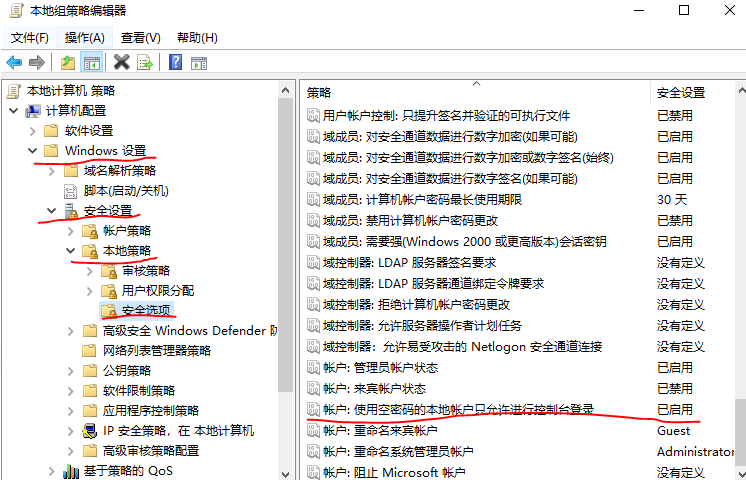 本地组策略编辑器
文件(F) 操作(A) 查看(V) 帮助(H)
本地计算机 策略
计算机配置
软件设置
Windows 设置
域名解析策略
脚本(启动/关机)
安全设置
帐户策略
本地策略
审核策略
用户权限分配
安全选项
高级安全 Windows Defender 防
网络列表管理器策略
公钥策略
软件限制策略
应用程序控制策略
IP 安全策略，在 本地计算机
高级审核策略配置
基于策略的 QoS
策略 安全设置
用户帐户控制: 只提升签名并验证的可执行文件 已禁用
域成员: 对安全通道数据进行数字加密(如果可能) 已启用
域成员: 对安全通道数据进行数字加密或数字签名(始终) 已启用
域成员: 对安全通道数据进行数字签名(如果可能) 已启用
域成员: 计算机帐户密码最长使用期限 30 天
域成员: 禁用计算机帐户密码更改 已禁用
域成员: 需要强(Windows 2000 或更高版本)会话密钥 已启用
域控制器: LDAP 服务器签名要求 没有定义
域控制器: LDAP 服务器通道绑定令牌要求 没有定义
域控制器: 拒绝计算机帐户密码更改 没有定义
域控制器: 允许服务器操作者计划任务 没有定义
域控制器: 允许易受攻击的 Netlogon 安全通道连接 没有定义
帐户: 管理员帐户状态 已启用
帐户: 来宾帐户状态 已禁用
帐户: 使用空密码的本地帐户只允许进行控制台登录 已启用
帐户: 重命名来宾帐户 Guest
帐户: 重命名系统管理员帐户 Administrator
帐户: 阻止 Microsoft 帐户 没有定义